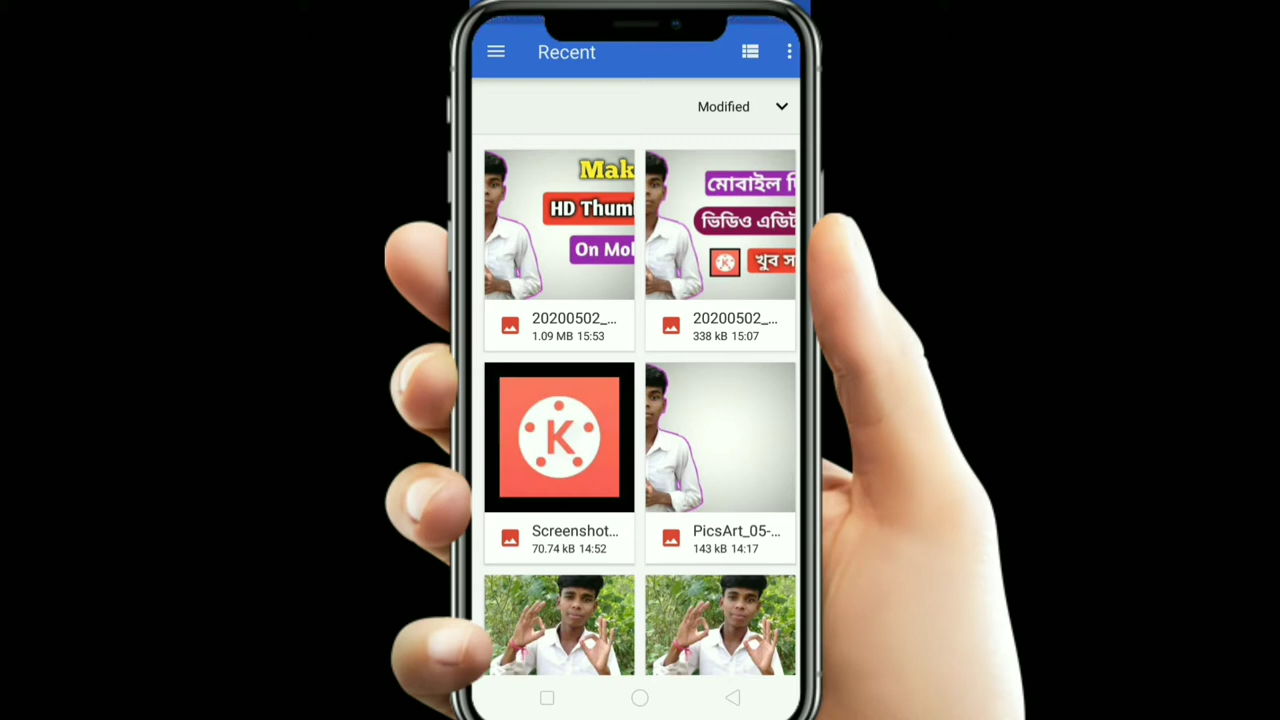 Recent
Modified
Mak
HD Thum
On Mo
মোবাইল
ভিডিও এডিট
K
খুব স
20200502_...
1.09 MB 15:53
20200502_...
338 kB 15:07
K
Screenshot...
70.74 kB 14:52
PicsArt_05-...
143 kB 14:17